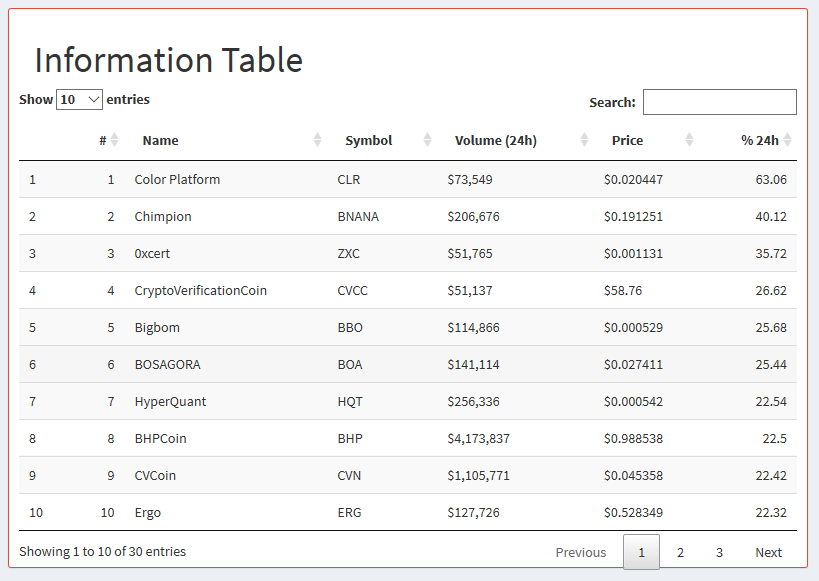 Information Table
Show 10 entries
Search:
# Name Symbol Volume (24h) Price % 24h
1 1 Color Platform CLR $73,549 $0.020447 63.06
2 2 Chimpion BNANA $206,676 $0.191251 40.12
3 3 0xcert ZXC $51,765 $0.001131 35.72
4 4 CryptoVerificationCoin CVCC $51,137 $58.76 26.62
5 5 Bigbom BBO $114,866 $0.000529 25.68
6 6 BOSAGORA BOA $141,114 $0.027411 25.44
7 7 HyperQuant HQT $256,336 $0.000542 22.54
8 8 BHPCoin BHP $4,173,837 $0.988538 22.5
9 9 CVCoin CVN $1,105,771 $0.045358 22.42
10 10 Ergo ERG $127,726 $0.528349 22.32
Showing 1 to 10 of 30 entries
Previous 1 2 3 Next